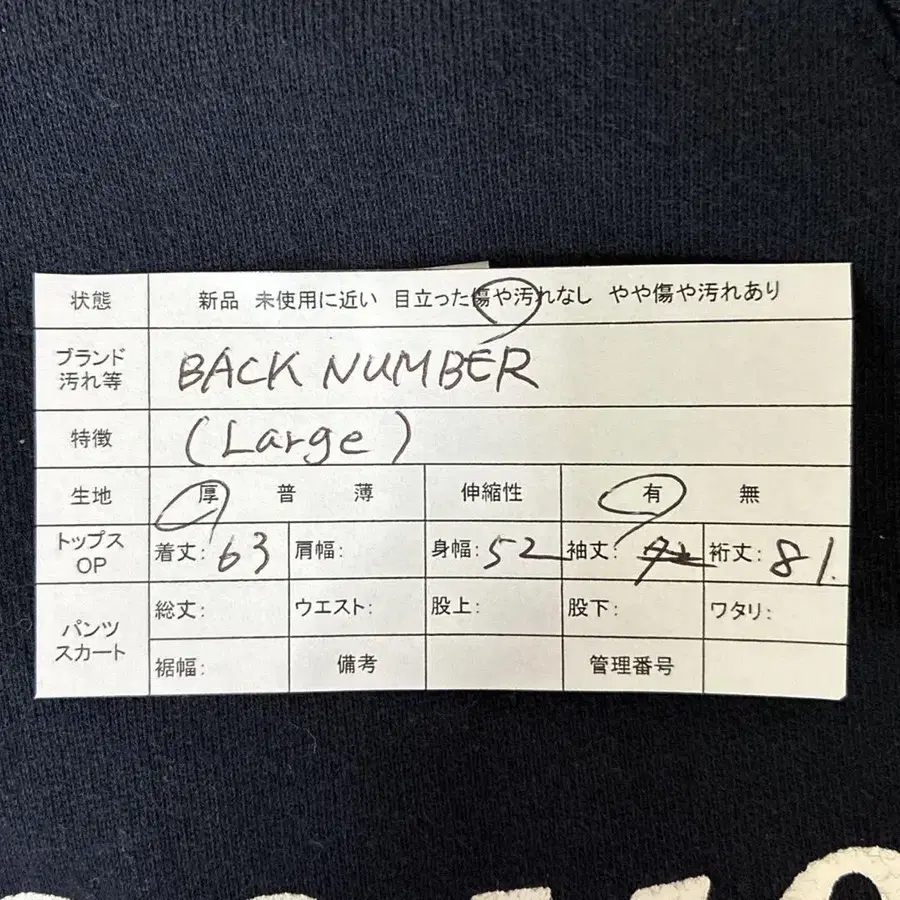 状態 新品 未使用に近い 目立った傷や汚れなし やや傷や汚れあり
ブランド
汚れ等
BACK NUMBER
特徴 (Large)
生地 厚 普 薄 伸縮性 有 無
トップス
OP
着丈: 63 肩幅: 身幅: 52 袖丈: 裄丈: 81.
パンツ
スカート
総丈: ウエスト: 股上: 股下: ワタリ:
裾幅: 備考 管理番号